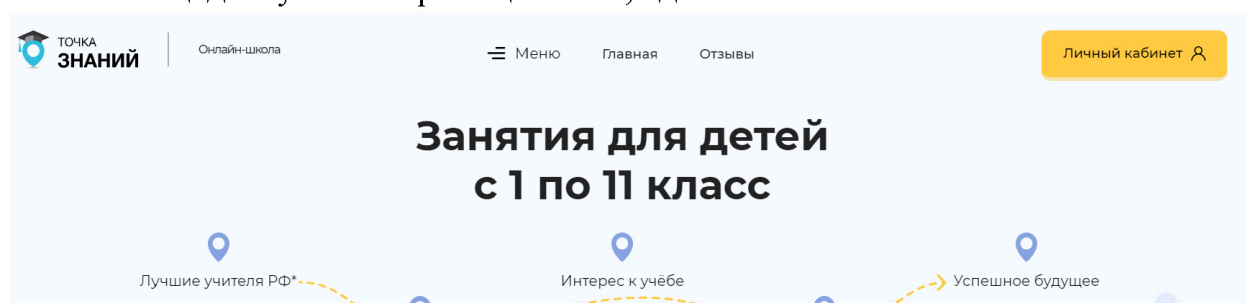 ТОЧКА
ЗНАНИЙ
Онлайн-школа
Меню
Главная
Отзывы
Личный кабинет
Занятия для детей
с 1 по 11 класс
Лучшие учителя РФ*
Интерес к учёбе
Успешное будущее